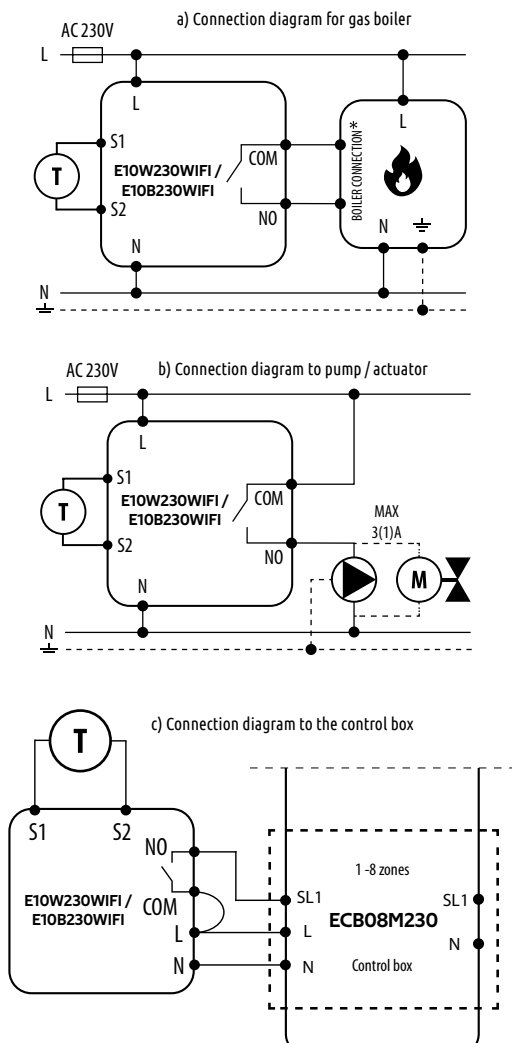 a) Connection diagram for gas boiler
AC 230V
L
L
L
S1
T
E10W230WIFI /
E10B230WIFI
COM
BOILER CONNECTION*
S2
NO
N
N
N
b) Connection diagram to pump / actuator
AC 230V
L
L
S1
T
E10W230WIFI /
E10B230WIFI
COM
MAX
3(1)A
S2
NO
M
N
N
c) Connection diagram to the control box
T
S1 S2
NO
1 -8 zones
E10W230WIFI /
E10B230WIFI
COM
SL1
ECB08M230
SL1
L
L
N
N
N
Control box